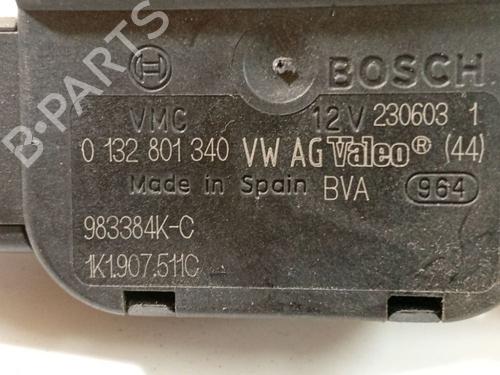 B-PARTS
BOSCH
VMC 12V 230603 1
0 132 801 340 VW AG Valeo® (44)
Made in Spain BVA 964
983384K-C
1K1.907.511C